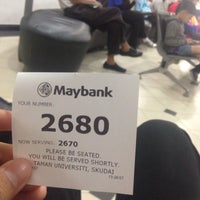 Maybank
YOUR NUMBER
2680
NOW SERVING: 2670
PLEASE BE SEATED.
YOU WILL BE SERVED SHORTLY.
TAMAN UNIVERSITI, SKUDAI